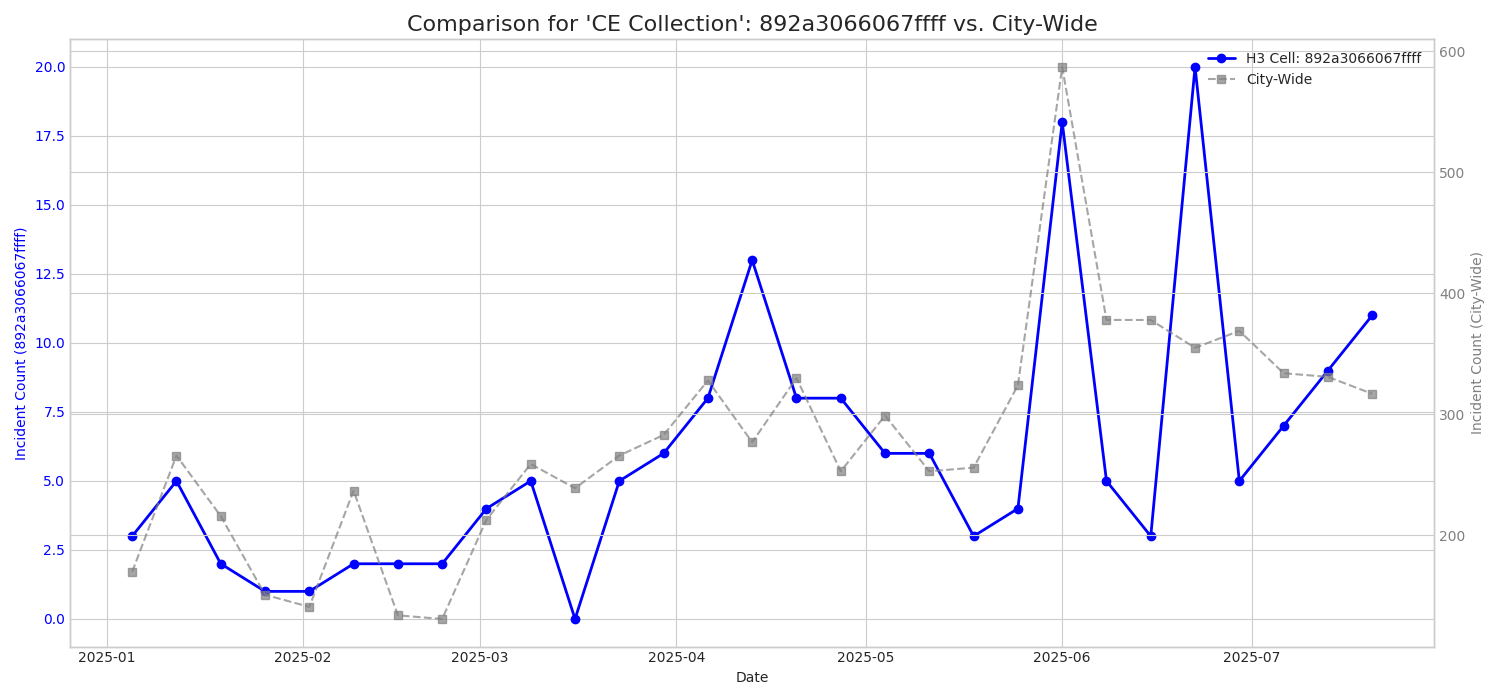 Comparison for 'CE Collection': 892a3066067ffff vs. City-Wide
H3 Cell: 892a3066067ffff
City-Wide
Incident Count (892a3066067ffff)
20.0
17.5
15.0
12.5
10.0
7.5
5.0
2.5
0.0
600
500
400
300
200
Incident Count (City-Wide)
2025-01 2025-02 2025-03 2025-04 2025-05 2025-06 2025-07
Date